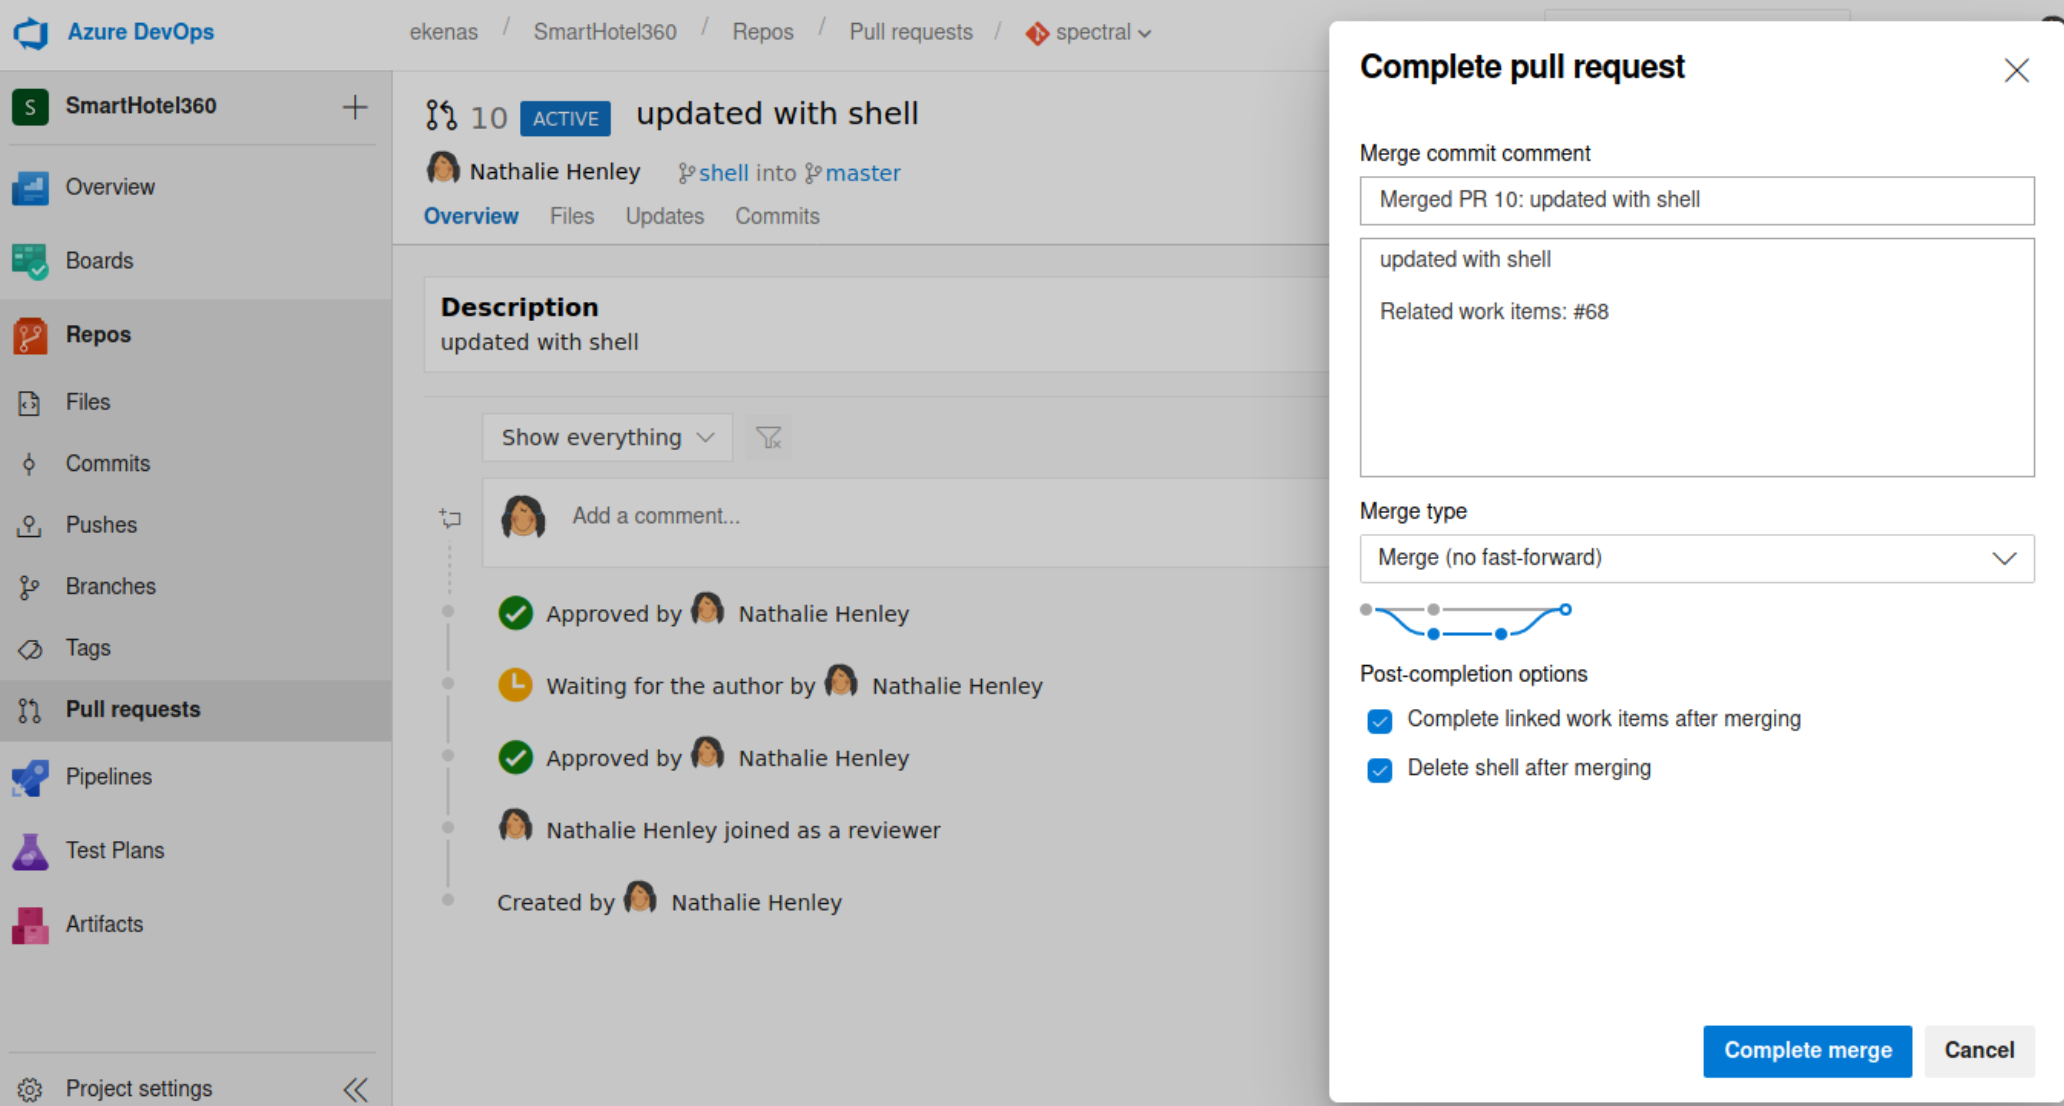 Azure DevOps
ekenas / SmartHotel360 / Repos / Pull requests / spectral
S SmartHotel360
Overview
Boards
Repos
Files
Commits
Pushes
Branches
Tags
Pull requests
Pipelines
Test Plans
Artifacts
Project settings
10 ACTIVE updated with shell
Nathalie Henley shell into master
Overview Files Updates Commits
Description
updated with shell
Show everything
Add a comment...
Approved by Nathalie Henley
Waiting for the author by Nathalie Henley
Approved by Nathalie Henley
Nathalie Henley joined as a reviewer
Created by Nathalie Henley
Complete pull request
Merge commit comment
Merged PR 10: updated with shell
updated with shell
Related work items: #68
Merge type
Merge (no fast-forward)
Post-completion options
Complete linked work items after merging
Delete shell after merging
Complete merge Cancel